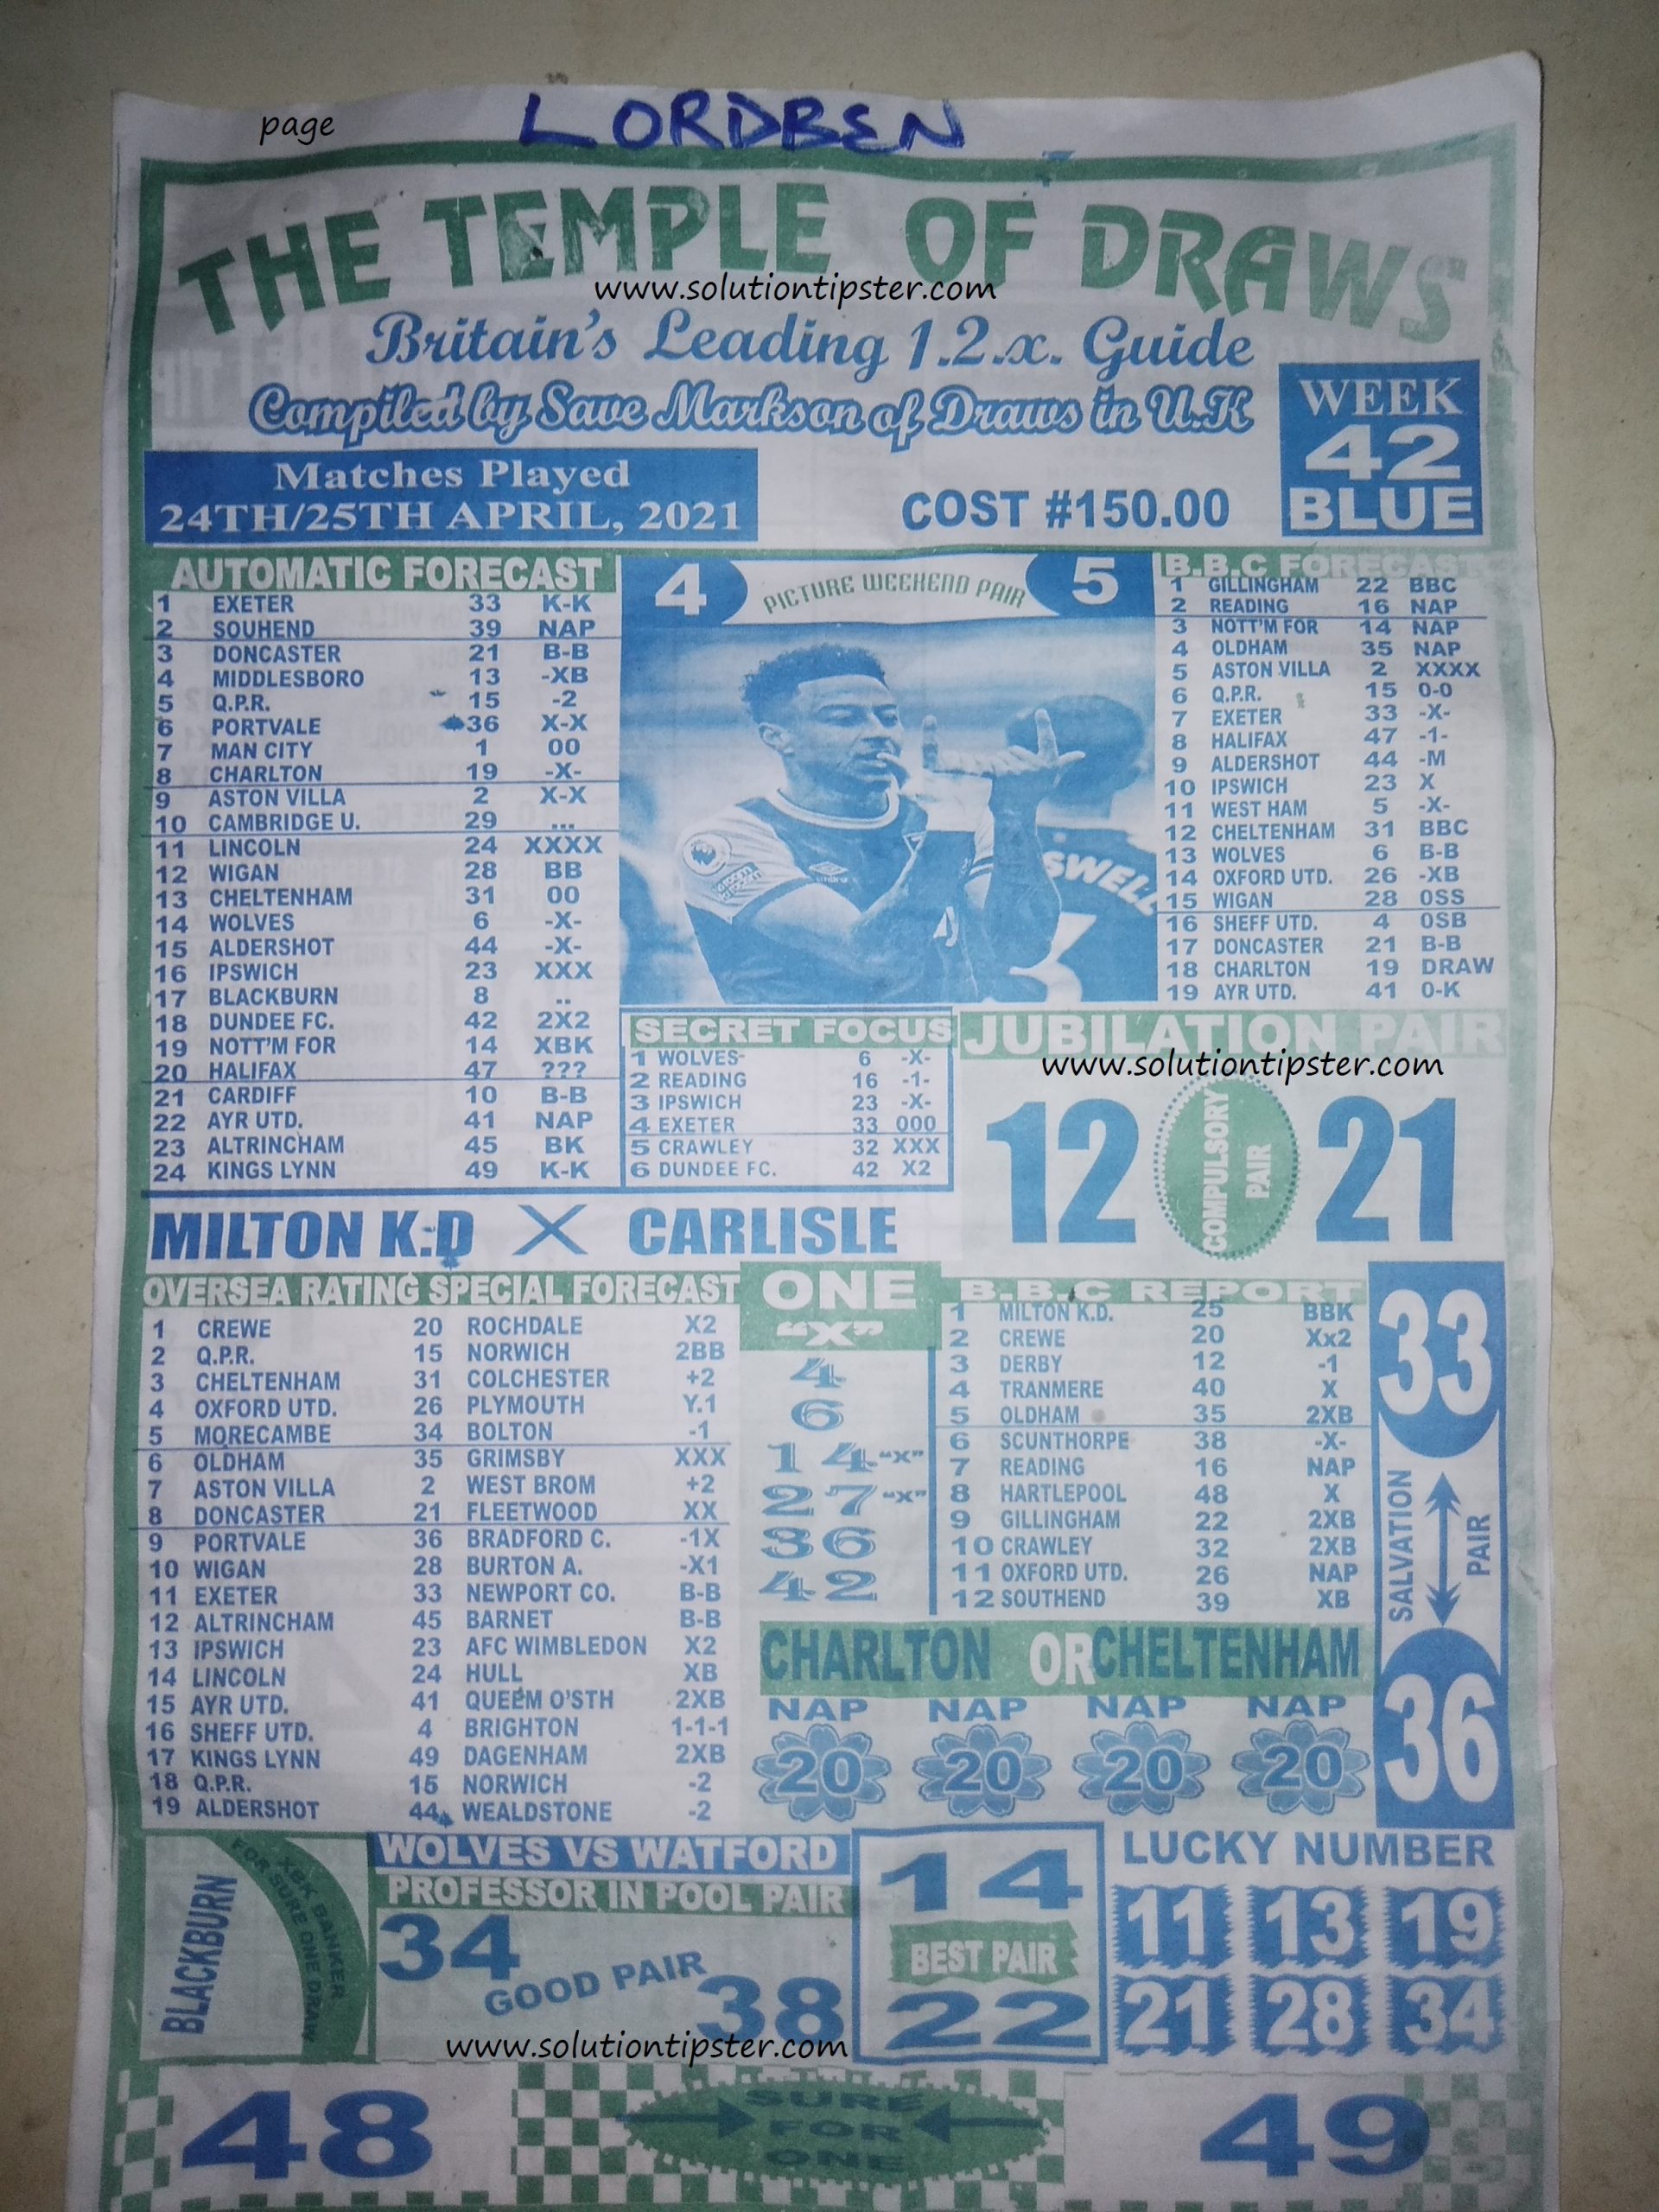 page LORDBEN
THE TEMPLE OF DRAWS
www.solutiontipster.com
Britain's Leading 1.2.x. Guide
Compiled by Save Markson of Draws in U.K
WEEK
42
BLUE
Matches Played
24TH/25TH APRIL, 2021
COST #150.00
AUTOMATIC FORECAST
1 EXETER 33 K-K
2 SOUHEND 39 NAP
3 DONCASTER 21 B-B
4 MIDDLESBORO 13 -XB
5 Q.P.R. 15 -2
6 PORTVALE 36 X-X
7 MAN CITY 1 00
8 CHARLTON 19 -X-
9 ASTON VILLA 2 X-X
10 CAMBRIDGE U. 29 ...
11 LINCOLN 24 XXXX
12 WIGAN 28 BB
13 CHELTENHAM 31 00
14 WOLVES 6 -X-
15 ALDERSHOT 44 -X-
16 IPSWICH 23 XXX
17 BLACKBURN 8 ..
18 DUNDEE FC. 42 2X2
19 NOTT'M FOR 14 XBK
20 HALIFAX 47 ???
21 CARDIFF 10 B-B
22 AYR UTD. 41 NAP
23 ALTRINCHAM 45 BK
24 KINGS LYNN 49 K-K
4 PICTURE WEEKEND PAIR 5
SWELL
B.B.C FORECAST
1 GILLINGHAM 22 BBC
2 READING 16 NAP
3 NOTT'M FOR 14 NAP
4 OLDHAM 35 NAP
5 ASTON VILLA 2 XXXX
6 Q.P.R. 15 0-0
7 EXETER 33 -X-
8 HALIFAX 47 -1-
9 ALDERSHOT 44 -M
10 IPSWICH 23 X
11 WEST HAM 5 -X-
12 CHELTENHAM 31 BBC
13 WOLVES 6 B-B
14 OXFORD UTD. 26 -XB
15 WIGAN 28 0SS
16 SHEFF UTD. 4 0SB
17 DONCASTER 21 B-B
18 CHARLTON 19 DRAW
19 AYR UTD. 41 0-K
SECRET FOCUS
1 WOLVES- 6 -X-
2 READING 16 -1-
3 IPSWICH 23 -X-
4 EXETER 33 000
5 CRAWLEY 32 XXX
6 DUNDEE FC. 42 X2
JUBILATION PAIR
www.solutiontipster.com
12 COMPULSORY PAIR 21
MILTON K.D X CARLISLE
OVERSEA RATING SPECIAL FORECAST
1 CREWE 20 ROCHDALE X2
2 Q.P.R. 15 NORWICH 2BB
3 CHELTENHAM 31 COLCHESTER +2
4 OXFORD UTD. 26 PLYMOUTH Y.1
5 MORECAMBE 34 BOLTON -1
6 OLDHAM 35 GRIMSBY XXX
7 ASTON VILLA 2 WEST BROM +2
8 DONCASTER 21 FLEETWOOD XX
9 PORTVALE 36 BRADFORD C. -1X
10 WIGAN 28 BURTON A. -X1
11 EXETER 33 NEWPORT CO. B-B
12 ALTRINCHAM 45 BARNET B-B
13 IPSWICH 23 AFC WIMBLEDON X2
14 LINCOLN 24 HULL XB
15 AYR UTD. 41 QUEEM O'STH 2XB
16 SHEFF UTD. 4 BRIGHTON 1-1-1
17 KINGS LYNN 49 DAGENHAM 2XB
18 Q.P.R. 15 NORWICH -2
19 ALDERSHOT 44 WEALDSTONE -2
ONE
"X"
4
6
14 "X"
27 "X"
36
42
B.B.C REPORT
1 MILTON K.D. 25 BBK
2 CREWE 20 Xx2
3 DERBY 12 -1
4 TRANMERE 40 X
5 OLDHAM 35 2XB
6 SCUNTHORPE 38 -X-
7 READING 16 NAP
8 HARTLEPOOL 48 X
9 GILLINGHAM 22 2XB
10 CRAWLEY 32 2XB
11 OXFORD UTD. 26 NAP
12 SOUTHEND 39 XB
33
SALVATION PAIR
36
CHARLTON OR CHELTENHAM
NAP NAP NAP NAP
20 20 20 20
BLACKBURN
XBK BANKER
FOR SURE ONE DRAW
WOLVES VS WATFORD
PROFESSOR IN POOL PAIR
34 GOOD PAIR 38
www.solutiontipster.com
14
BEST PAIR
22
LUCKY NUMBER
11 13 19
21 28 34
48 SURE FOR ONE 49